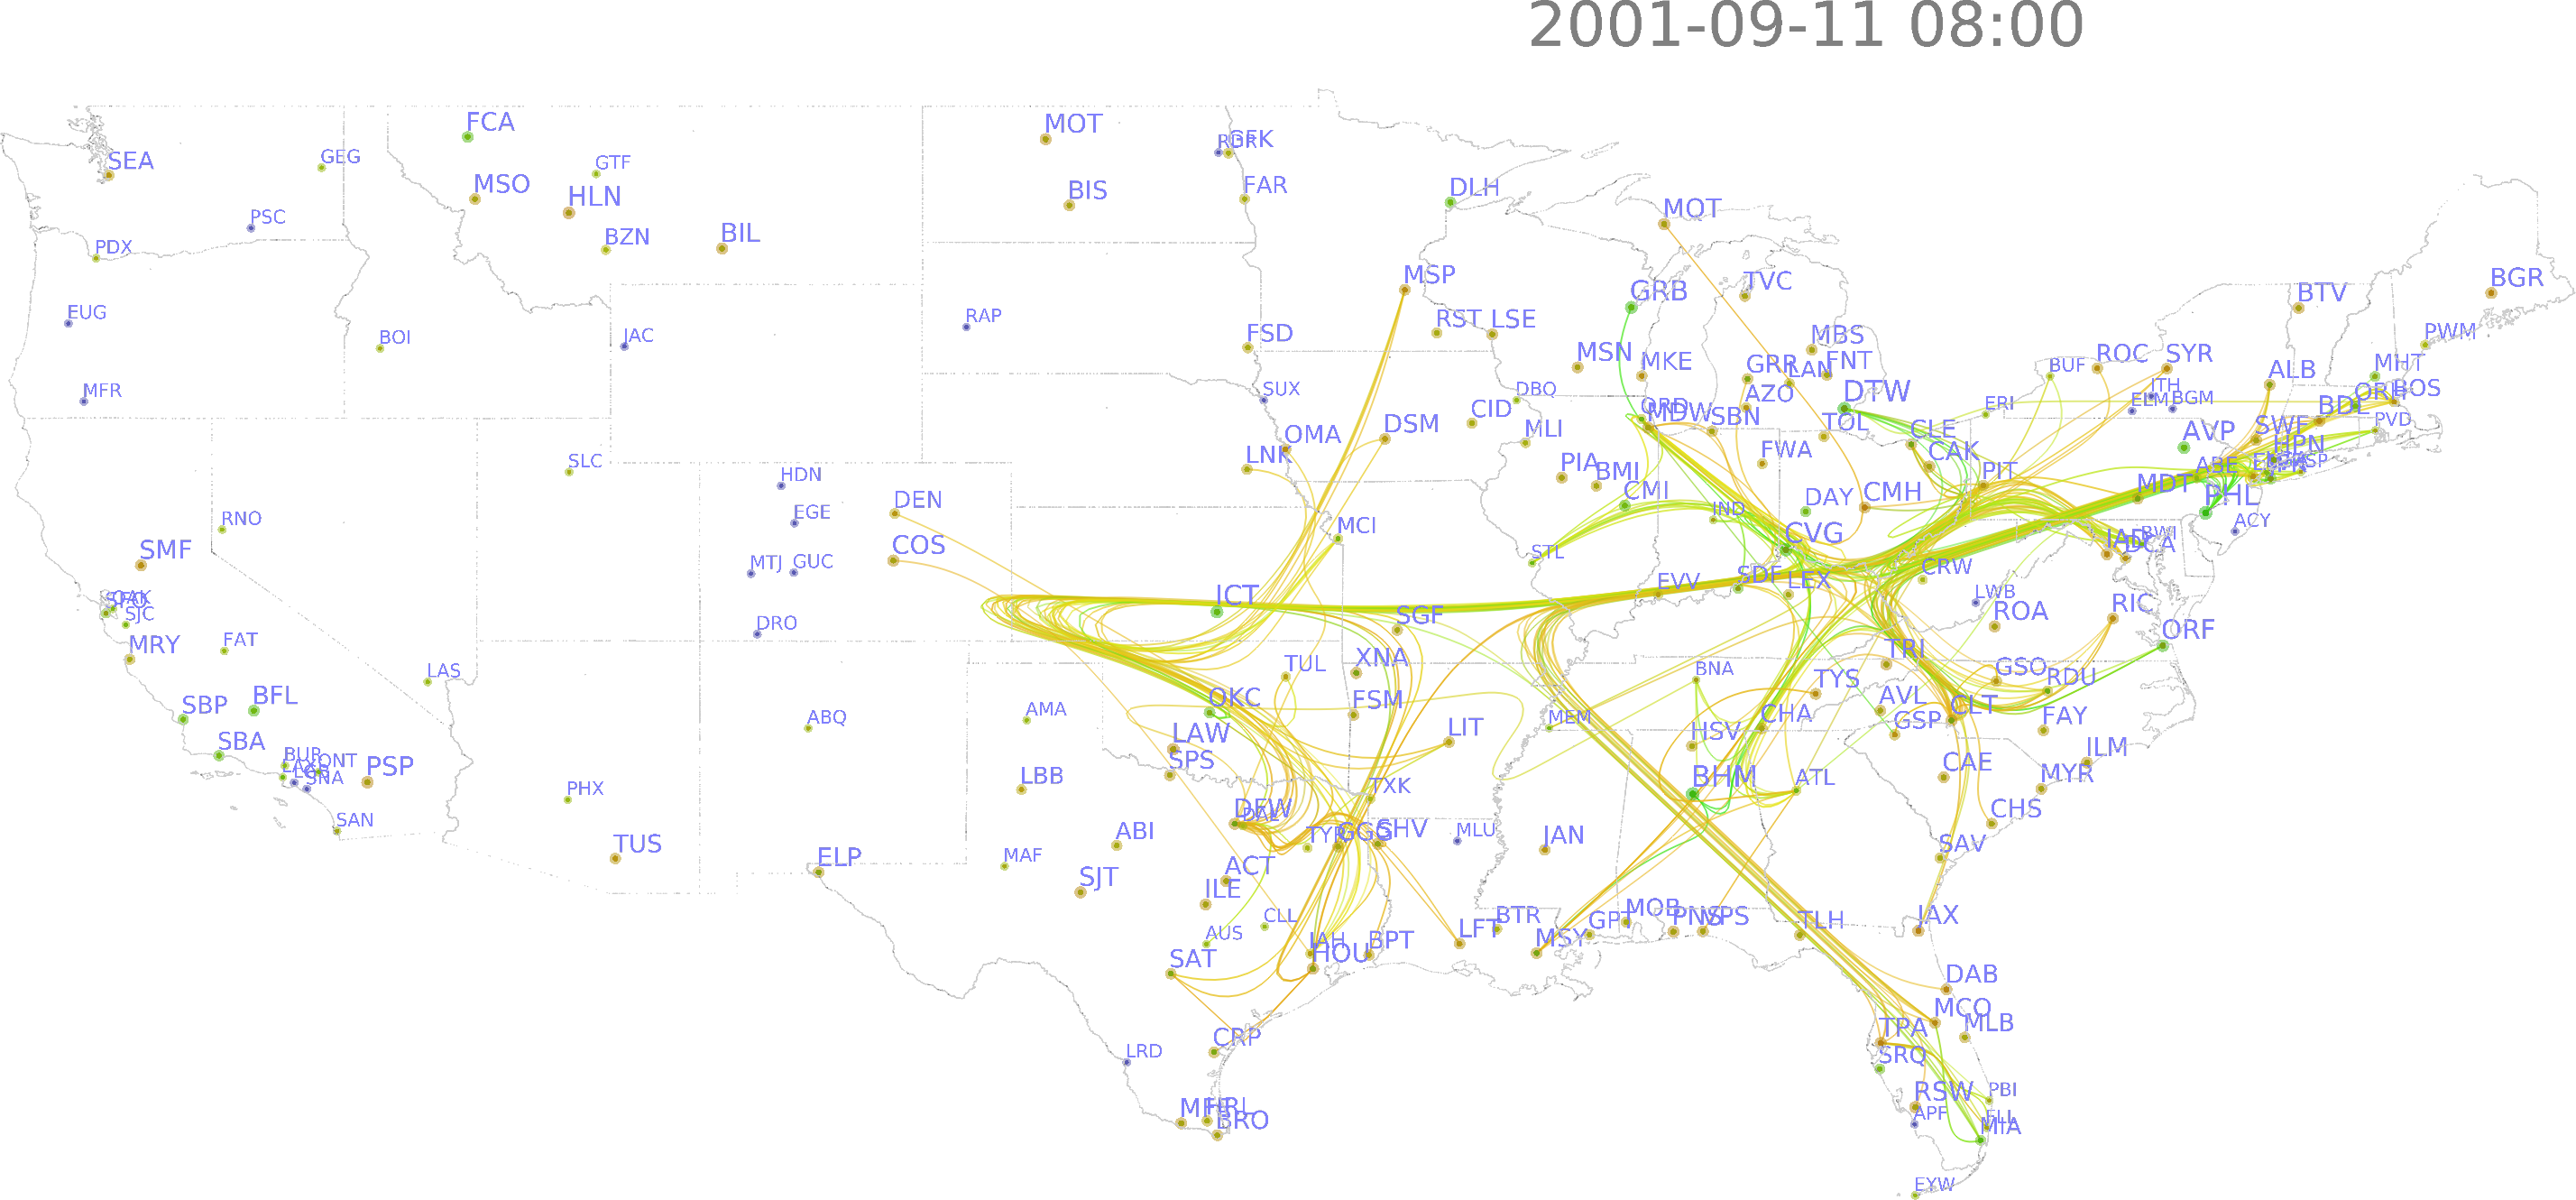 2001-09-11 08:00
FCA
MOT
GFK
SEA
GEG
GTF
MSO
HLN
BIS
FAR
DLH
MOT
PSC
PDX
BZN
BIL
MSP
GRB
TVC
BTV
BGR
EUG
BOI
JAC
RAP
FSD
RST
LSE
MSN
MKE
MBS
GRR
LAN
FNT
BUF
ROC
SYR
ALB
MHT
PWM
MFR
SUX
DBQ
CID
ORD
MDW
SBN
AZO
DTW
ERI
ITH
ELM
BGM
BDL
ORH
BOS
PVD
OMA
DSM
MLI
TOL
CLE
CAK
AVP
SWF
HPN
SLC
HDN
LNK
PIA
BMI
FWA
PIT
ABE
ISP
DEN
EGE
CMI
DAY
CMH
MDT
PHL
RNO
MCI
IND
ACY
SMF
COS
STL
CVG
IAD
DCA
BWI
MTJ
GUC
ICT
EVV
SDF
LEX
CRW
LWB
OAK
SFO
SJC
SGF
ROA
RIC
ORF
MRY
FAT
DRO
LAS
TUL
XNA
BNA
TRI
GSO
RDU
TYS
SBP
BFL
ABQ
AMA
OKC
FSM
MEM
AVL
CLT
FAY
CHA
GSP
SBA
LAW
LIT
HSV
ILM
BUR
ONT
LAX
SNA
PSP
SPS
CAE
MYR
PHX
LBB
TXK
BHM
ATL
SAN
DFW
DAL
CHS
TUS
ABI
TYR
GGG
SHV
MLU
JAN
SAV
ELP
MAF
SJT
ACT
ILE
CLL
AUS
IAH
HOU
BPT
LFT
BTR
MSY
GPT
MOB
PNS
VPS
TLH
JAX
SAT
DAB
MCO
MLB
TPA
SRQ
CRP
LRD
RSW
APF
PBI
FLL
MIA
MFE
HRL
BRO
EYW